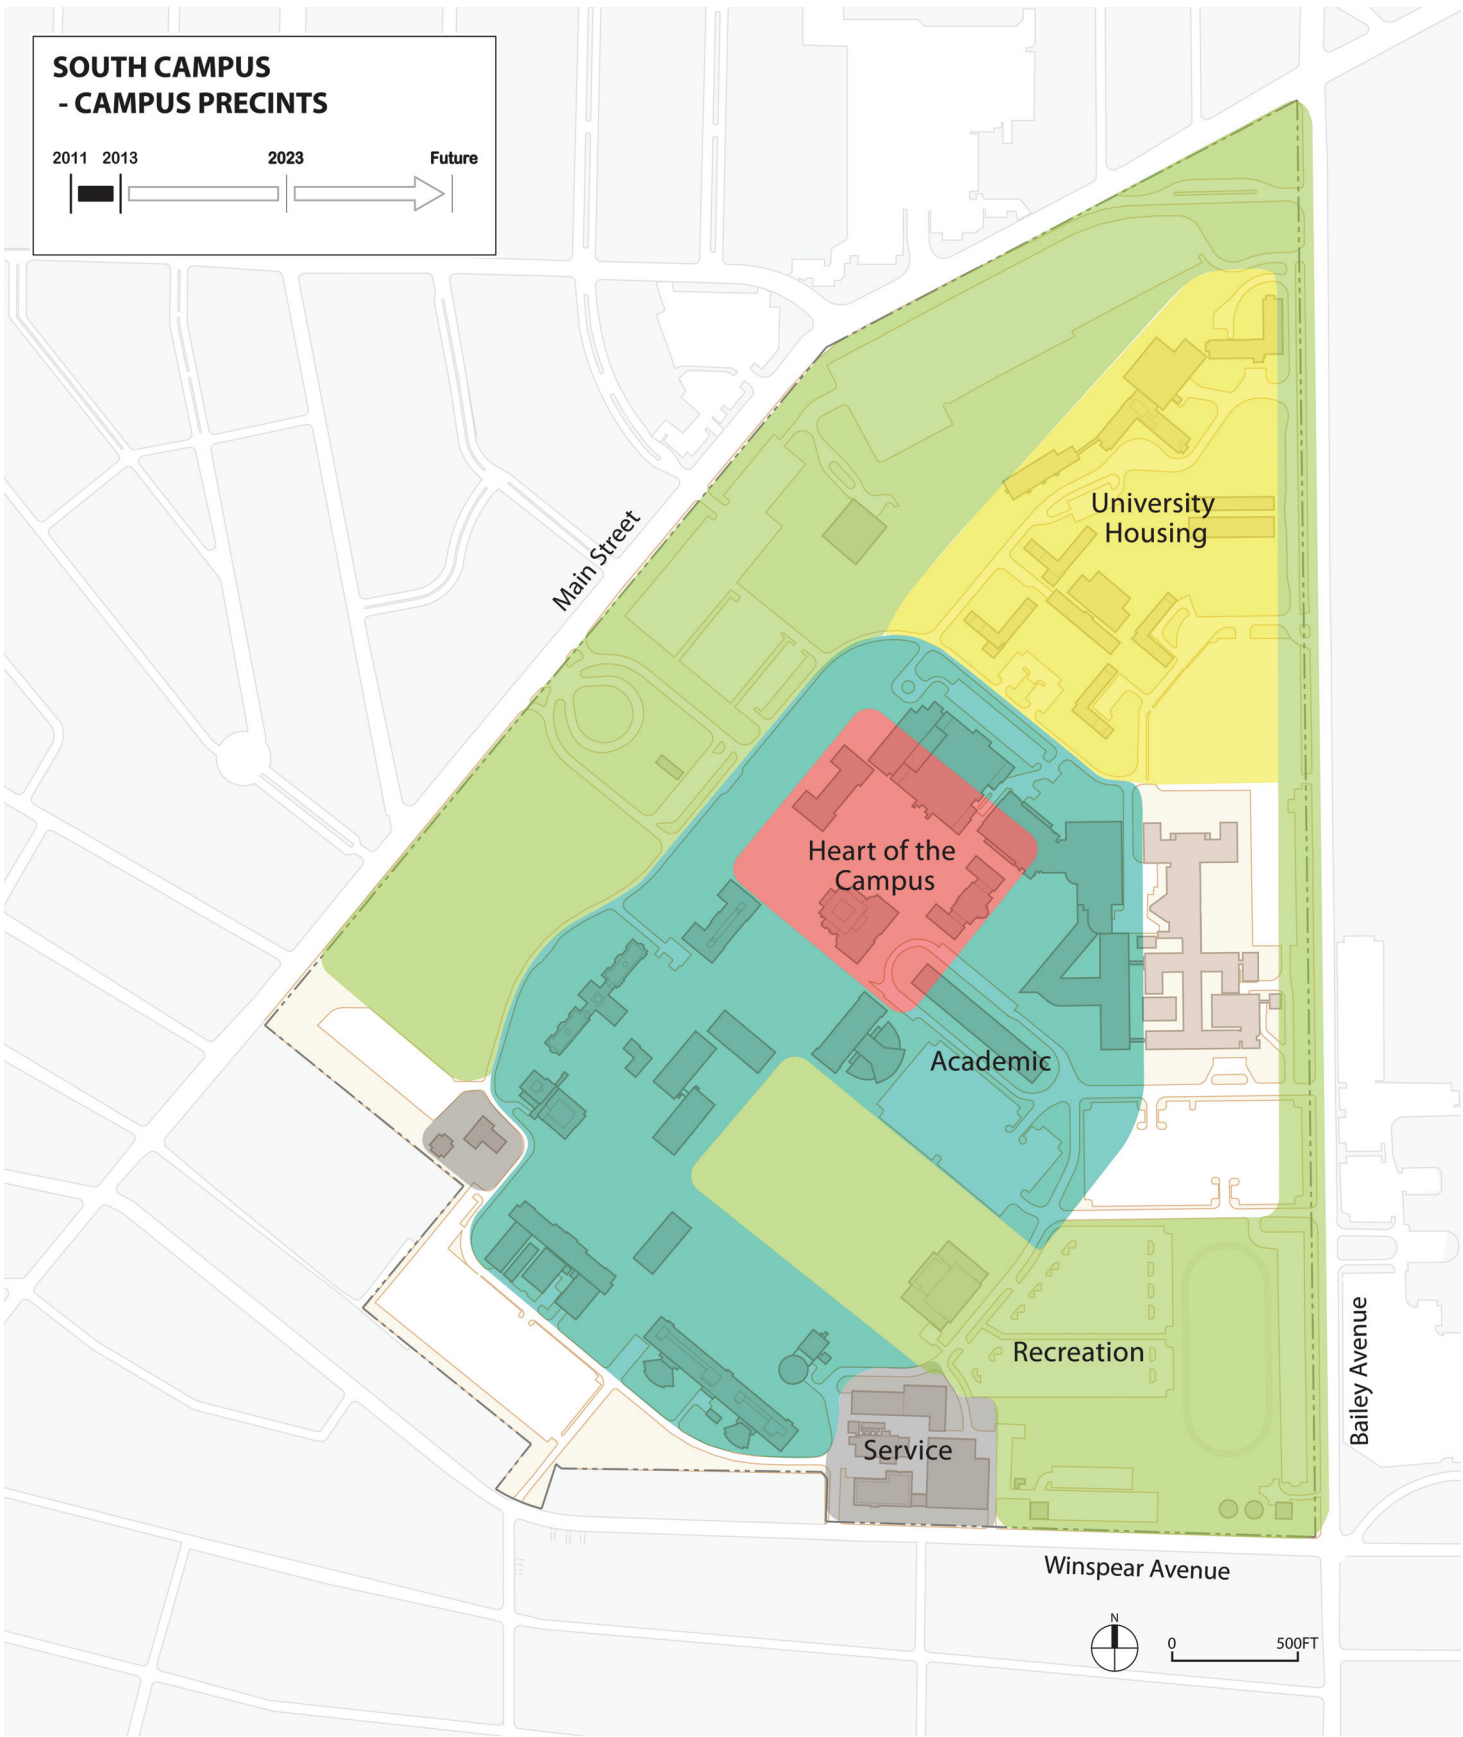 SOUTH CAMPUS
- CAMPUS PRECINTS
2011 2013 2023 Future
Main Street
University
Housing
Heart of the
Campus
Academic
Recreation
Bailey Avenue
Service
Winspear Avenue
N
0 500FT